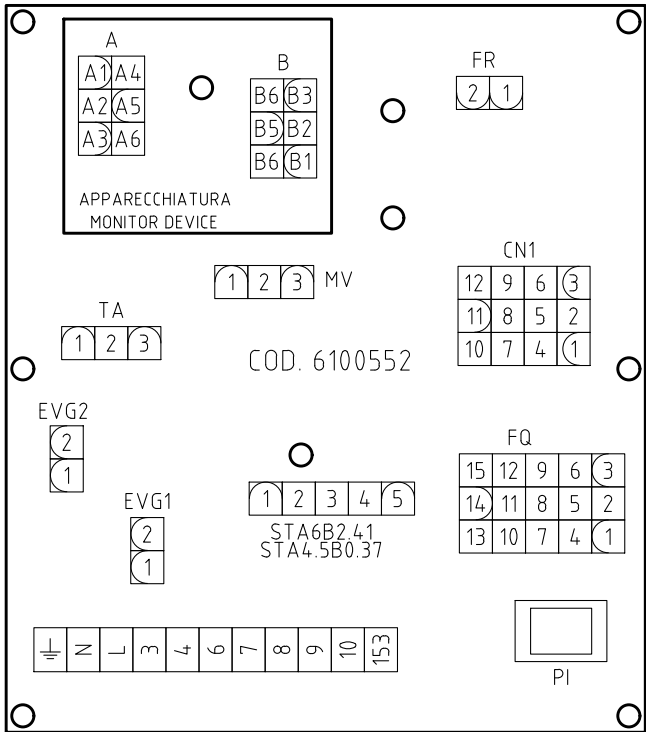 A
A1 A4
A2 A5
A3 A6
B
B6 B3
B5 B2
B6 B1
APPARECCHIATURA
MONITOR DEVICE
FR
2 1
1 2 3 MV
CN1
12 9 6 3
11 8 5 2
10 7 4 1
TA
1 2 3
COD. 6100552
EVG2
2
1
EVG1
2
1
1 2 3 4 5
STA6B2.41
STA4.5B0.37
FQ
15 12 9 6 3
14 11 8 5 2
13 10 7 4 1
N L 3 4 6 7 8 9 10 153
PI